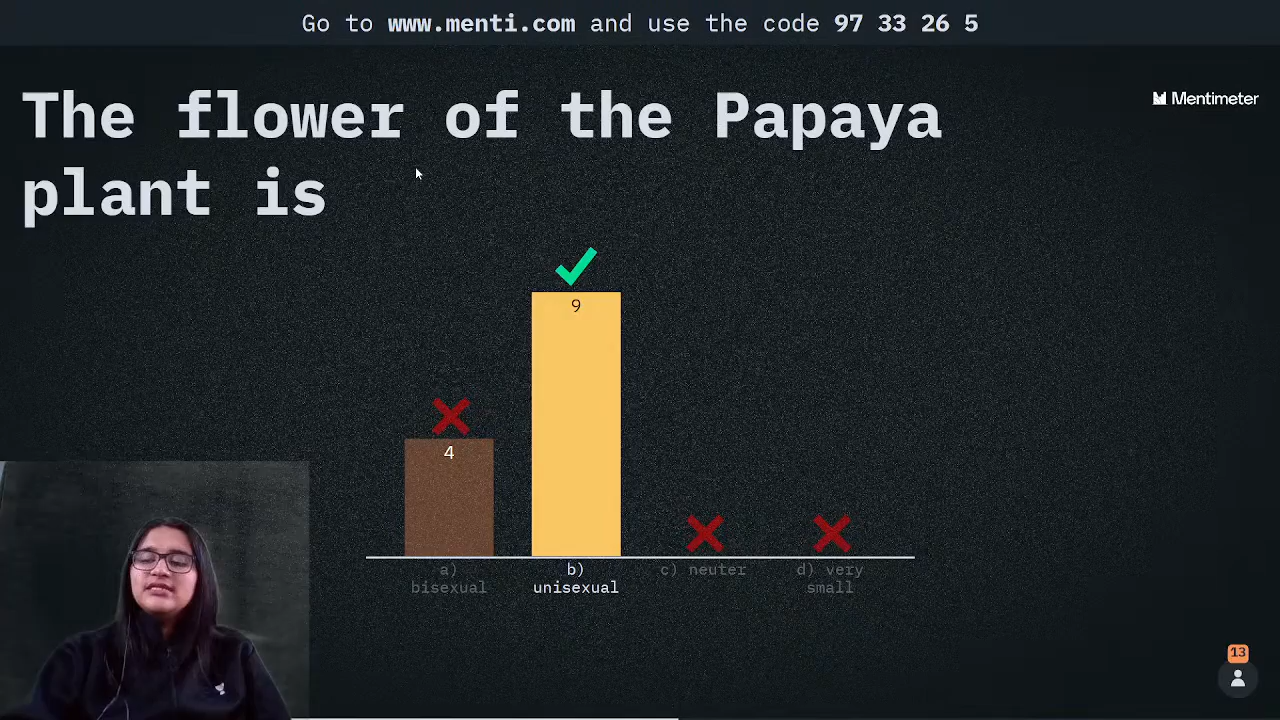 Go to www.menti.com and use the code 97 33 26 5
The flower of the Papaya
plant is
Mentimeter
9
4
a)
bisexual
b)
unisexual
c) neuter
d) very
small
13